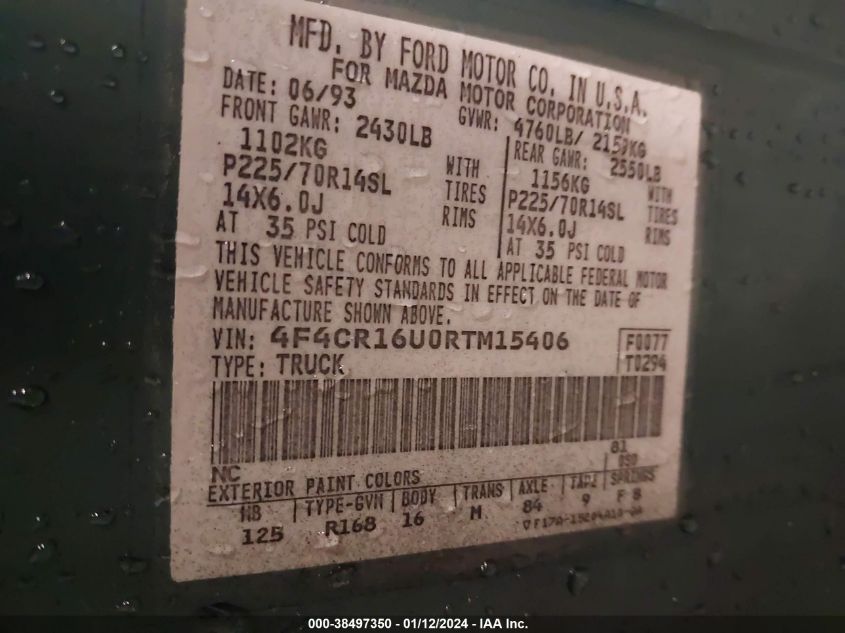 MFD. BY FORD MOTOR CO. IN U.S.A.
FOR MAZDA MOTOR CORPORATION
DATE: 06/93 GVWR: 4760LB/ 2159KG
FRONT GAWR: 2430LB REAR GAWR: 2550LB
1102KG WITH 1156KG WITH
P225/70R14SL TIRES P225/70R14SL TIRES
14X6.0J RIMS 14X6.0J RIMS
AT 35 PSI COLD AT 35 PSI COLD
THIS VEHICLE CONFORMS TO ALL APPLICABLE FEDERAL MOTOR
VEHICLE SAFETY STANDARDS IN EFFECT ON THE DATE OF
MANUFACTURE SHOWN ABOVE.
VIN: 4F4CR16U0RTM15406 F0077
TYPE: TRUCK T0294
81
NC DSO
EXTERIOR PAINT COLORS
WB TYPE-GVW BODY TRANS AXLE TAPE SPRINGS
125 R168 16 M 84 9 F 8
000-38497350 - 01/12/2024 - IAA Inc.